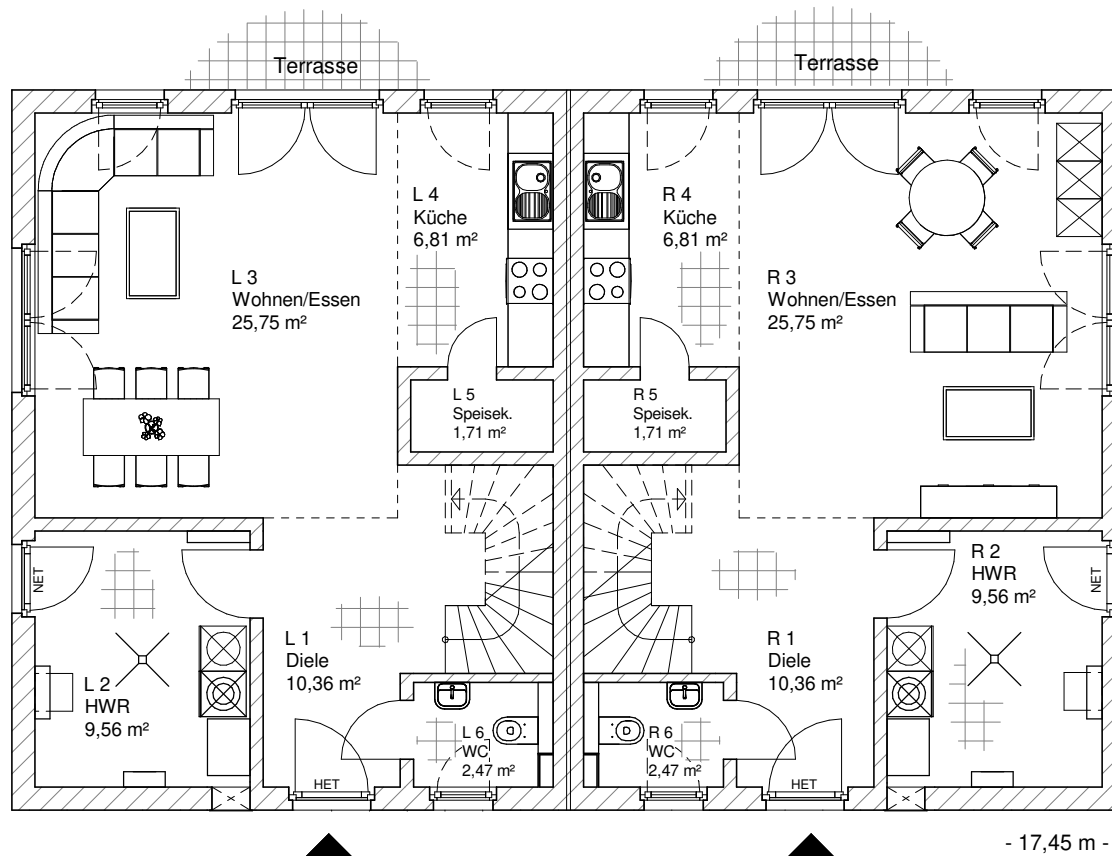 Terrasse
Terrasse
L 4
Küche
6,81 m²
R 4
Küche
6,81 m²
L 3
Wohnen/Essen
25,75 m²
R 3
Wohnen/Essen
25,75 m²
L 5
Speisek.
1,71 m²
R 5
Speisek.
1,71 m²
NET
R 2
HWR
9,56 m²
NET
L 1
Diele
10,36 m²
R 1
Diele
10,36 m²
L 2
HWR
9,56 m²
L 6
WC
2,47 m²
R 6
WC
2,47 m²
HET
HET
- 17,45 m -